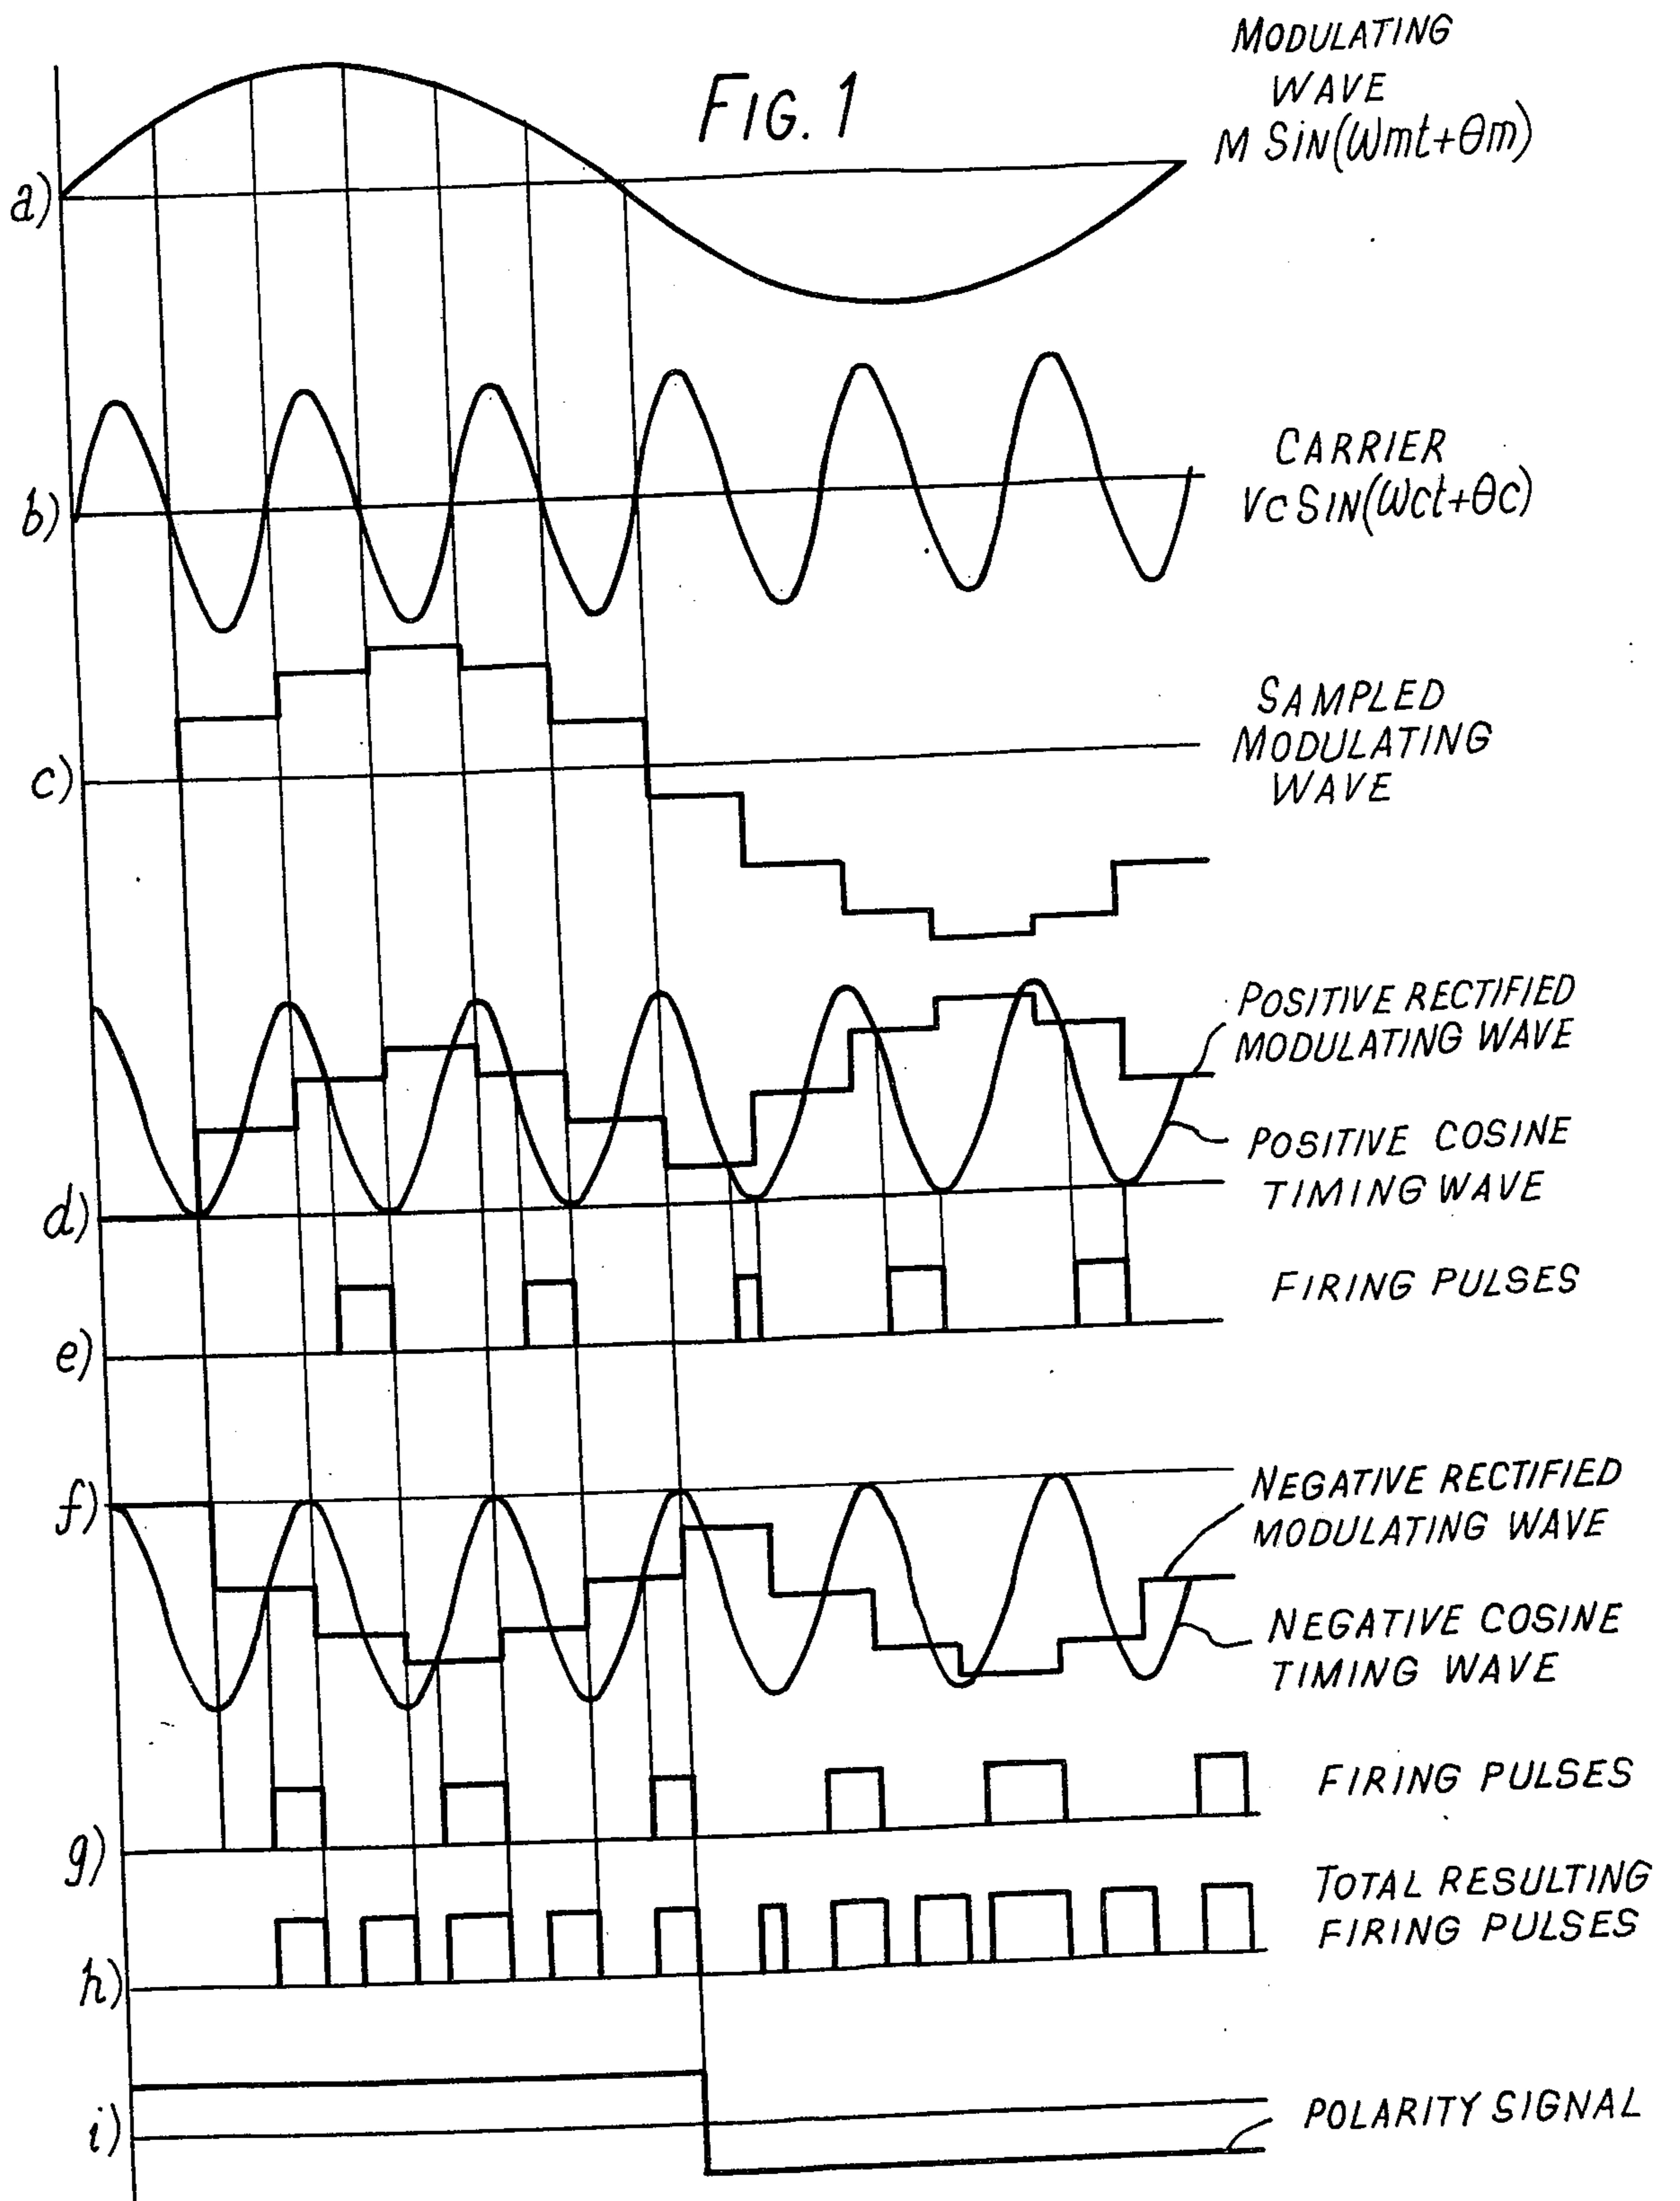 FIG. 1
MODULATING
WAVE
M SIN(ωmt+θm)
a)
CARRIER
VC SIN(ωct+θc)
b)
SAMPLED
MODULATING
WAVE
c)
POSITIVE RECTIFIED
MODULATING WAVE
POSITIVE COSINE
TIMING WAVE
d)
FIRING PULSES
e)
NEGATIVE RECTIFIED
MODULATING WAVE
f)
NEGATIVE COSINE
TIMING WAVE
FIRING PULSES
g)
TOTAL RESULTING
FIRING PULSES
h)
POLARITY SIGNAL
i)